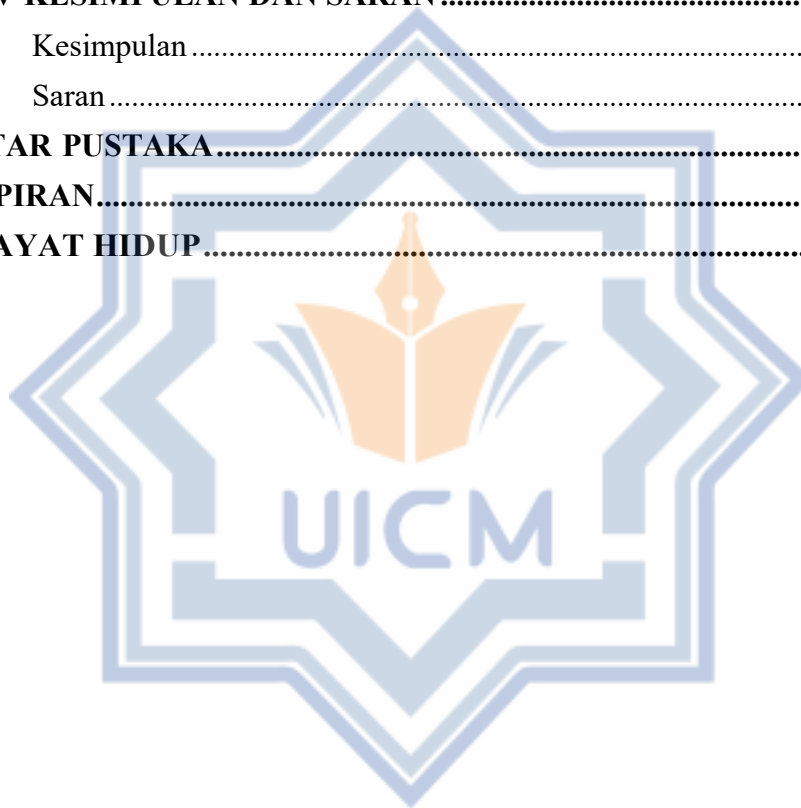 KESIMPULAN DAN SARAN
Kesimpulan
Saran
TAR PUSTAKA
PIRAN
AYAT HIDUP
UICM